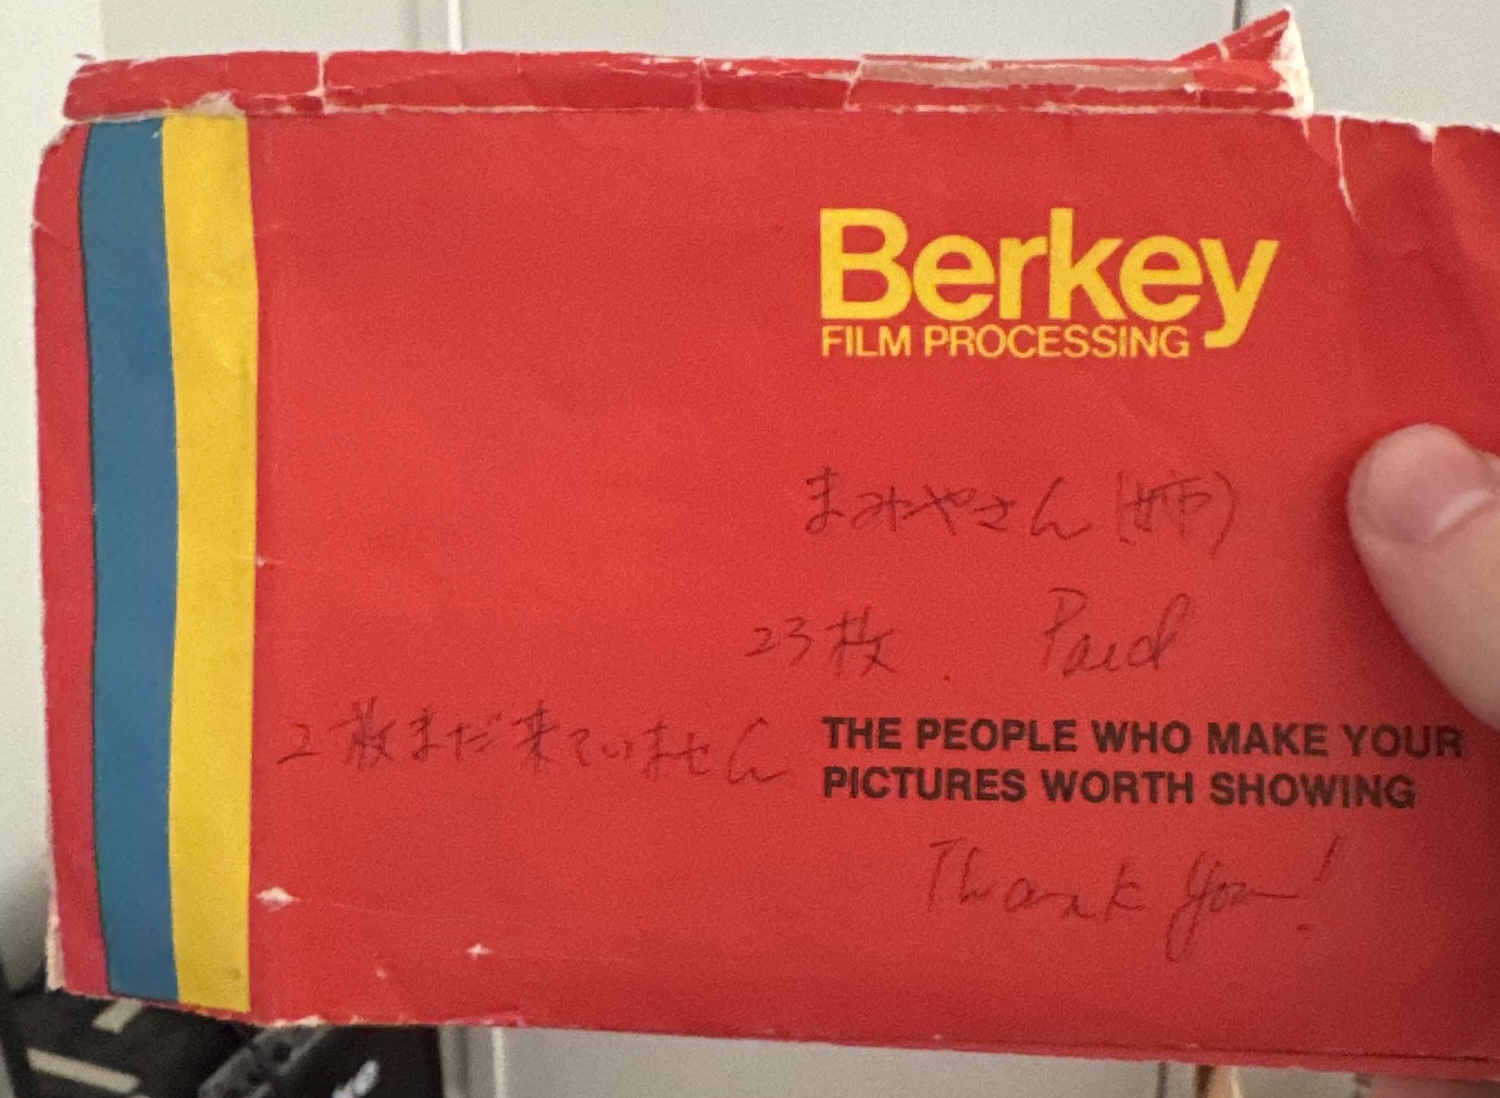 Berkey
FILM PROCESSING
まみやさん(姉)
23枚 Paid
2枚まだ来ていません
THE PEOPLE WHO MAKE YOUR
PICTURES WORTH SHOWING
Thank you!